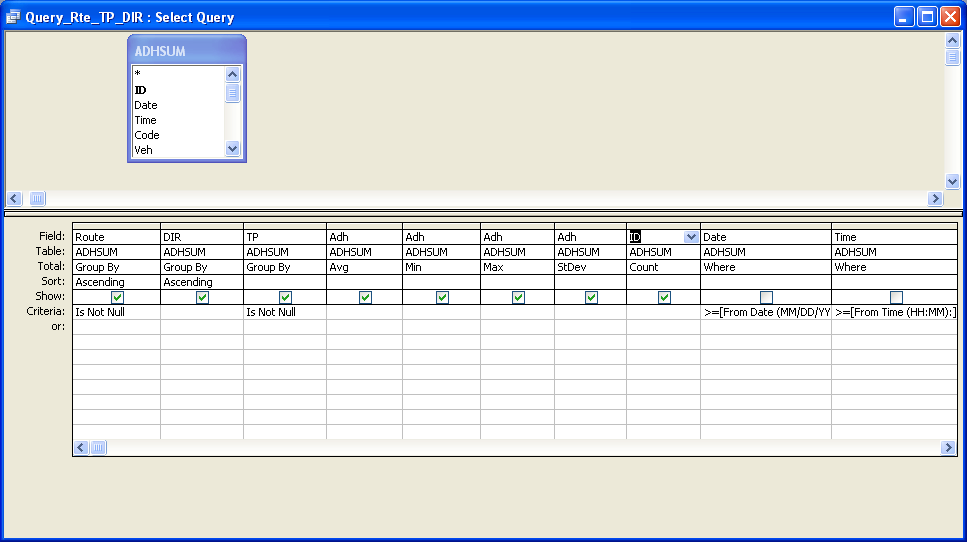 Query_Rte_TP_DIR : Select Query
ADHSUM
*
ID
Date
Time
Code
Veh
Field: Route DIR TP Adh Adh Adh Adh ID Date Time
Table: ADHSUM ADHSUM ADHSUM ADHSUM ADHSUM ADHSUM ADHSUM ADHSUM ADHSUM ADHSUM
Total: Group By Group By Group By Avg Min Max StDev Count Where Where
Sort: Ascending Ascending
Show:
Criteria: Is Not Null Is Not Null >=[From Date (MM/DD/YY >=[From Time (HH:MM):]
or: